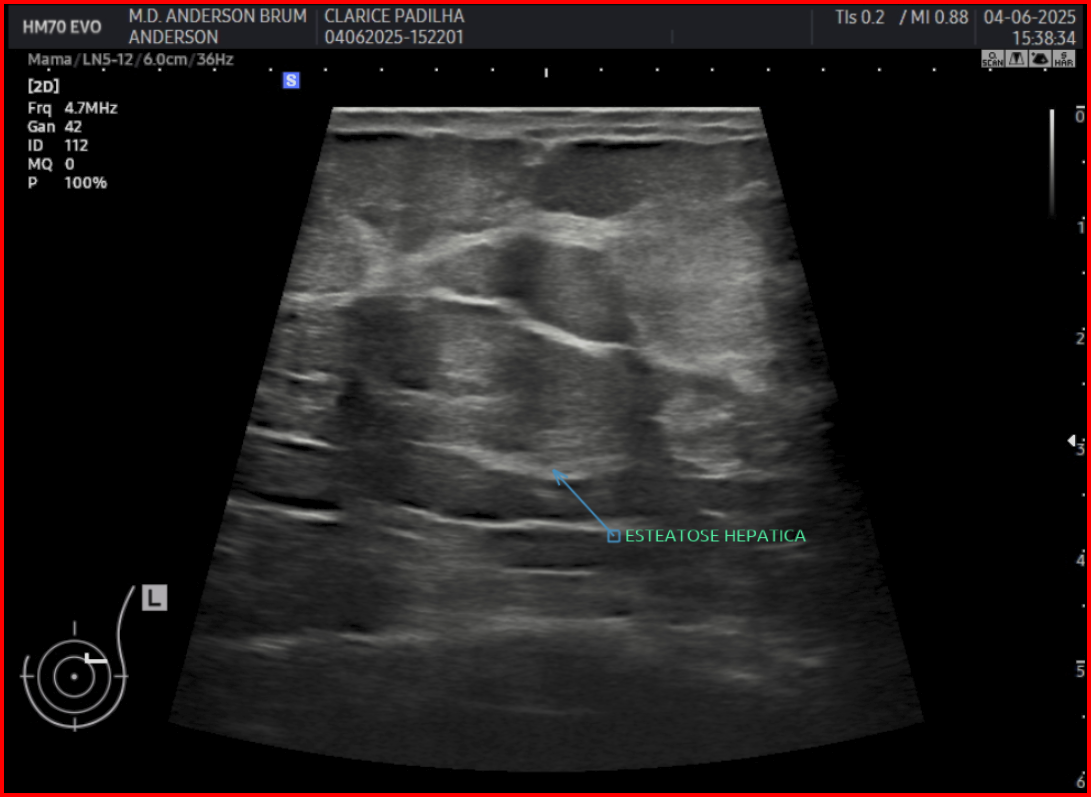 HM70 EVO
M.D. ANDERSON BRUM
ANDERSON
CLARICE PADILHA
04062025-152201
TIs 0.2 / MI 0.88
04-06-2025
15:38:34
Mama/LN5-12/6.0cm/36Hz
S
Q SCAN
S HAR
[2D]
Frq 4.7MHz
Gan 42
ID 112
MQ 0
P 100%
0
1
2
3
4
5
6
ESTEATOSE HEPATICA
L